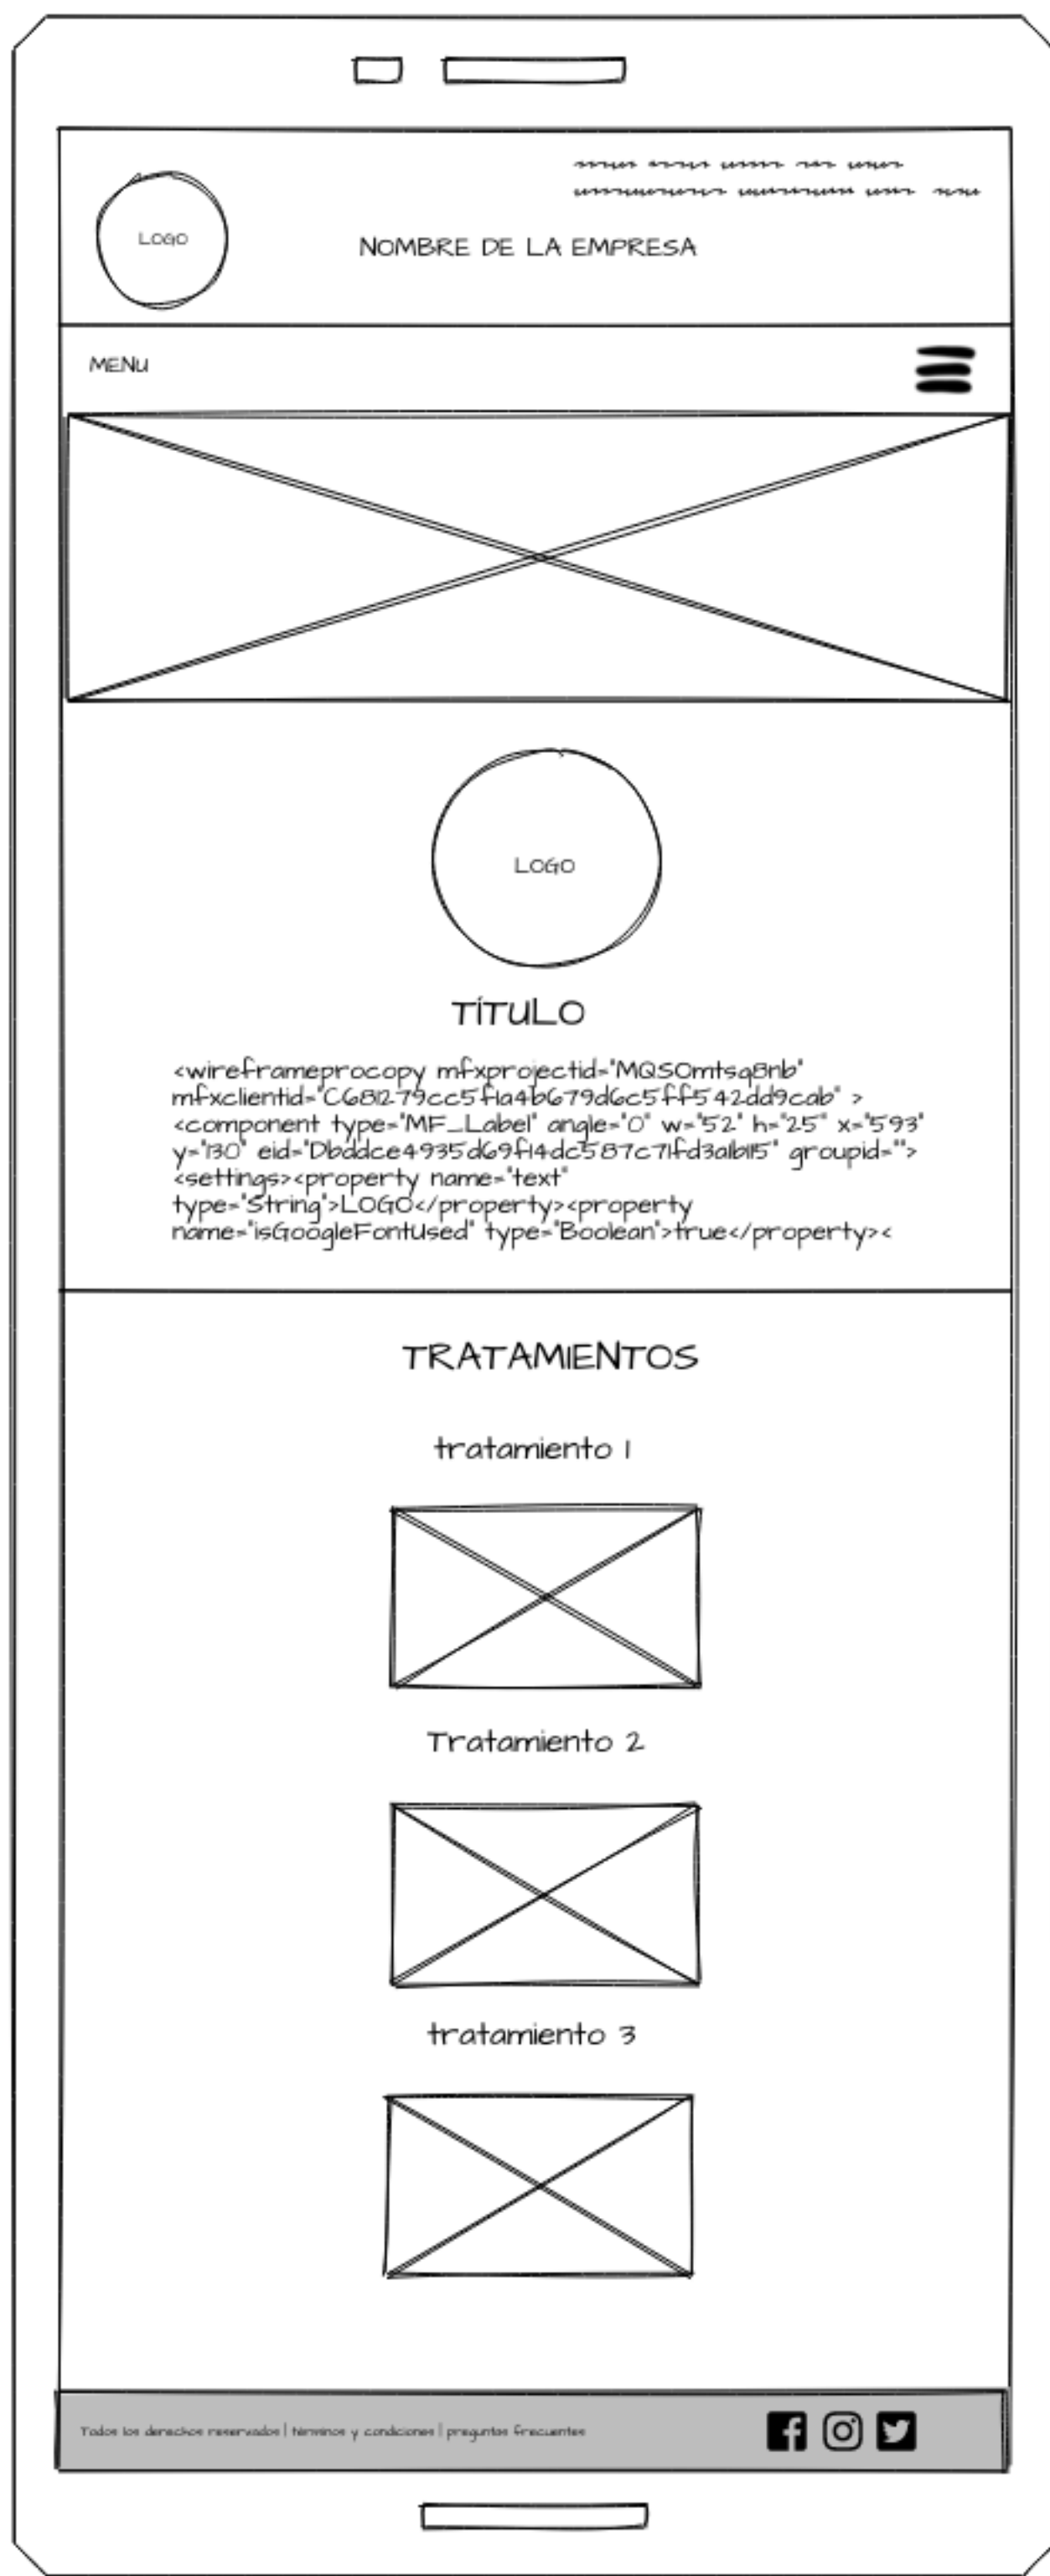 LOGO
NOMBRE DE LA EMPRESA
MENU
LOGO
TÍTULO
<wireframeprocopy mfxprojectid="MQSOmtsq8nb"
mfxclientid="C681279cc5f1a4b679d6c5ff542dd9cab" >
<component type="MF_Label" angle="0" w="52" h="25" x="593"
y="130" eid="Dbddce4935d69f14dc587c71fd3a1b115" groupid="">
<settings><property name="text"
type="String">LOGO</property><property
name="isGoogleFontUsed" type="Boolean">true</property><
TRATAMIENTOS
tratamiento 1
Tratamiento 2
tratamiento 3
Todos los derechos reservados | términos y condiciones | preguntas frecuentes